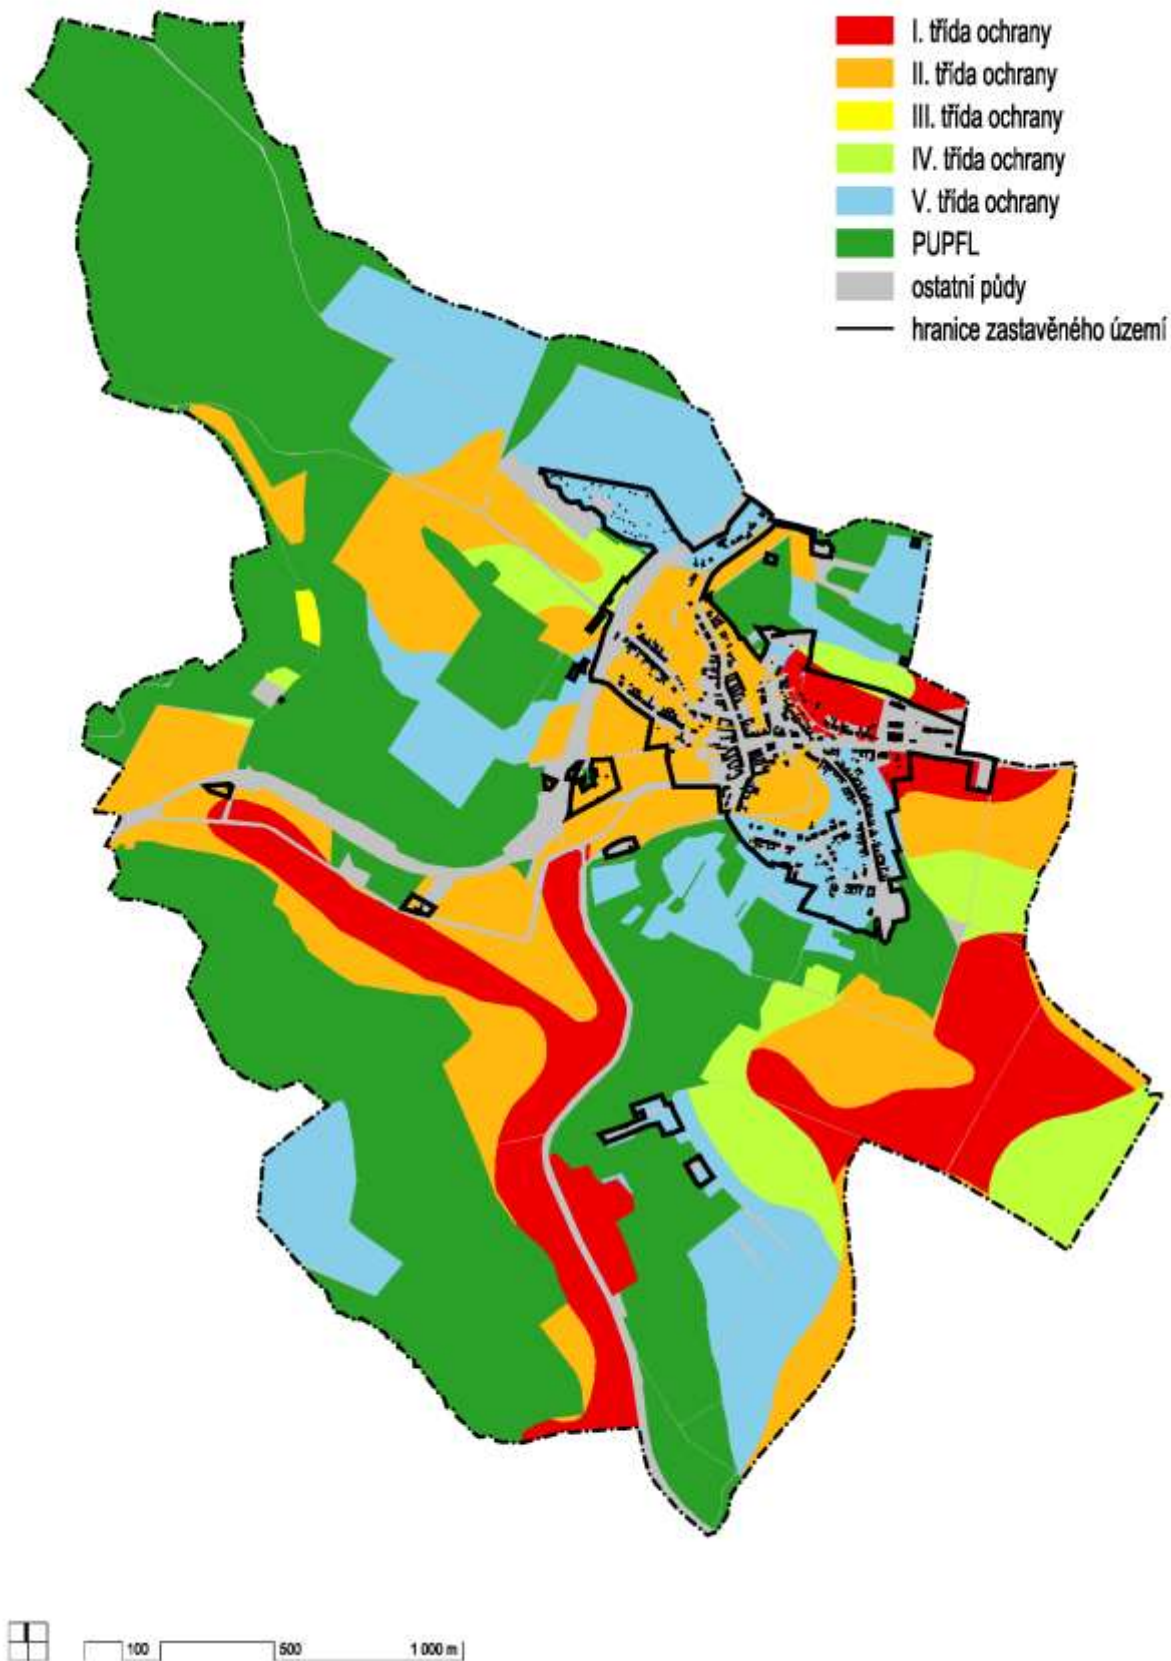 I. třída ochrany
II. třída ochrany
III. třída ochrany
IV. třída ochrany
V. třída ochrany
PUPFL
ostatní půdy
hranice zastavěného území
100 500 1 000 m